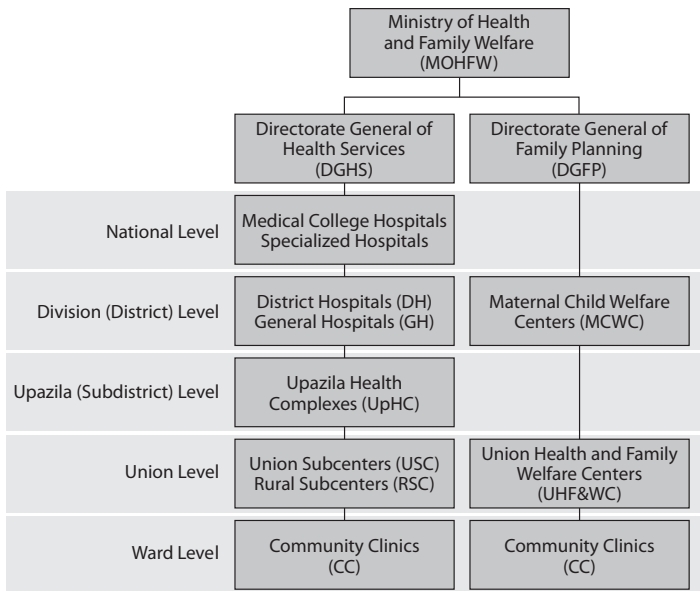 Ministry of Health
and Family Welfare
(MOHFW)
Directorate General of
Health Services
(DGHS)
Directorate General of
Family Planning
(DGFP)
National Level
Medical College Hospitals
Specialized Hospitals
Division (District) Level
District Hospitals (DH)
General Hospitals (GH)
Maternal Child Welfare
Centers (MCWC)
Upazila (Subdistrict) Level
Upazila Health
Complexes (UpHC)
Union Level
Union Subcenters (USC)
Rural Subcenters (RSC)
Union Health and Family
Welfare Centers
(UHF&WC)
Ward Level
Community Clinics
(CC)
Community Clinics
(CC)